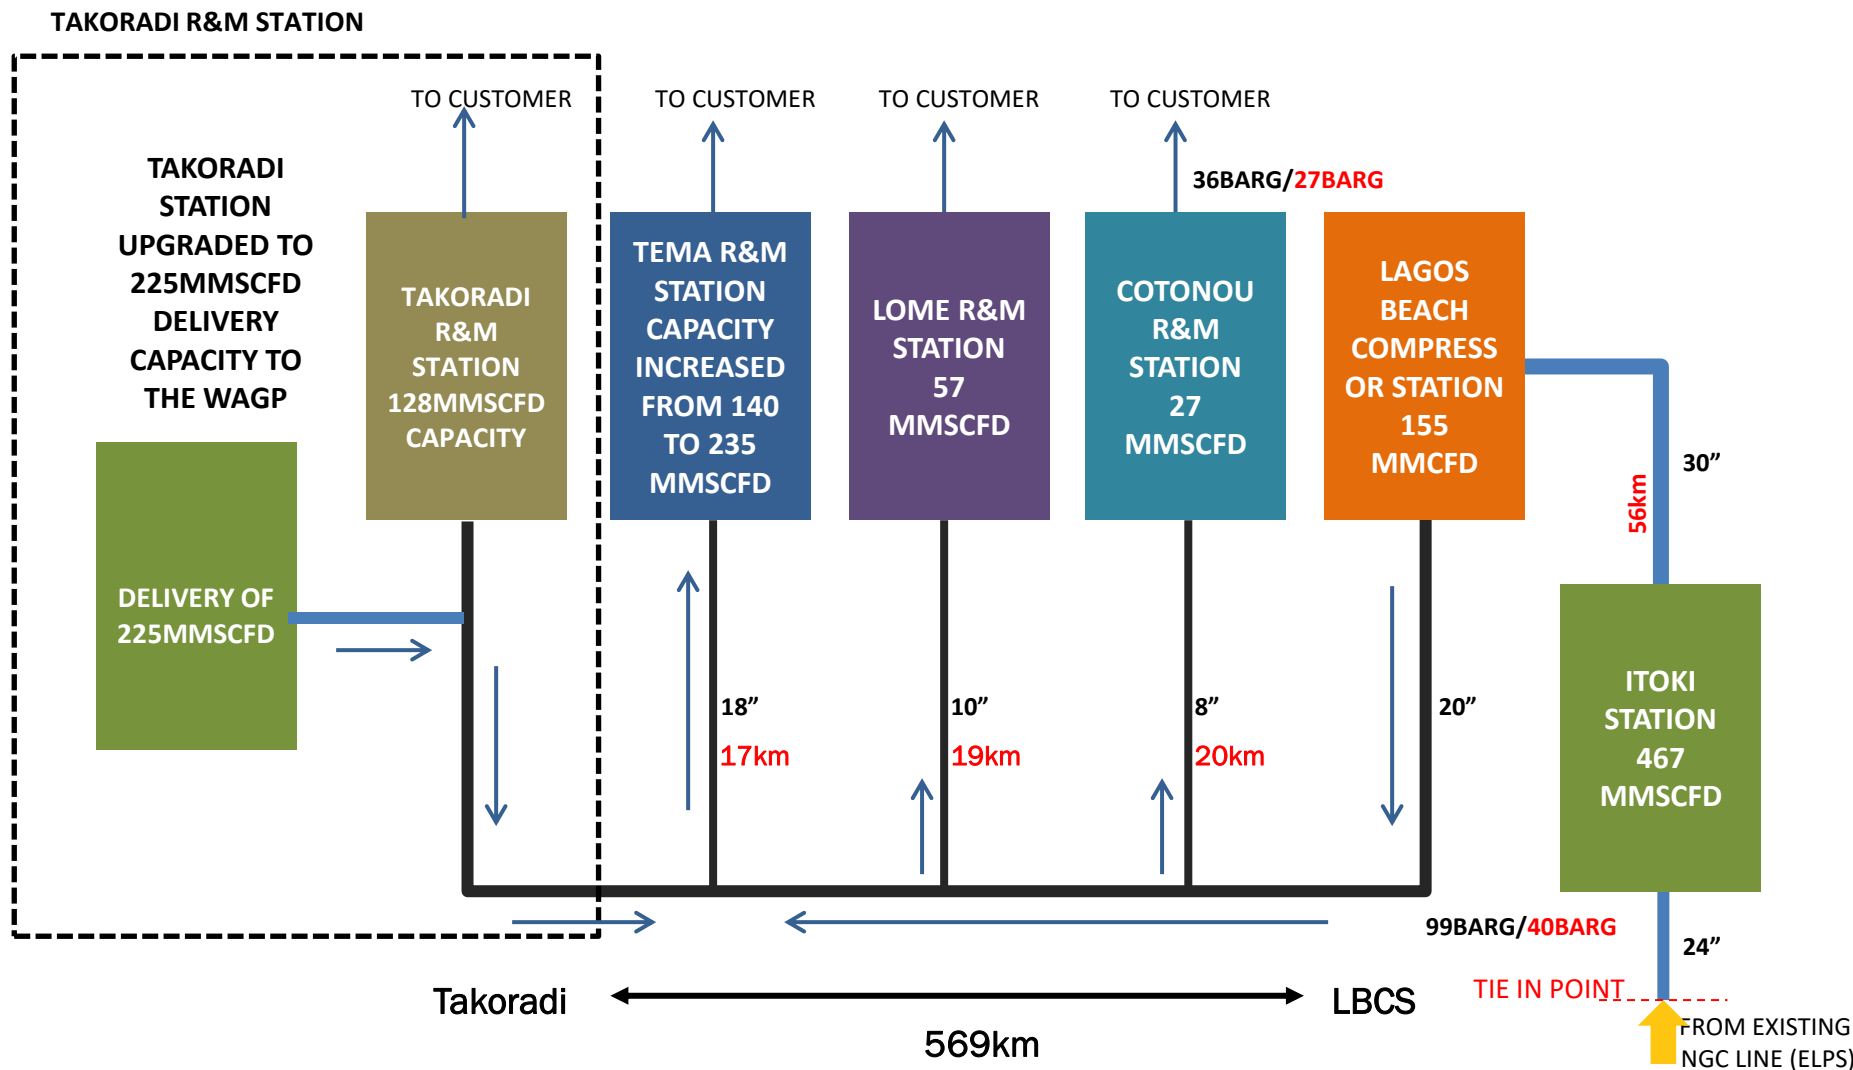 TAKORADI R&M STATION
TO CUSTOMER
TO CUSTOMER
TO CUSTOMER
TO CUSTOMER
TAKORADI
STATION
UPGRADED TO
225MMSCFD
DELIVERY
CAPACITY TO
THE WAGP
36BARG/27BARG
TAKORADI
R&M
STATION
128MMSCFD
CAPACITY
TEMA R&M
STATION
CAPACITY
INCREASED
FROM 140
TO 235
MMSCFD
LOME R&M
STATION
57
MMSCFD
COTONOU
R&M
STATION
27
MMSCFD
LAGOS
BEACH
COMPRESS
OR STATION
155
MMCFD
30”
56km
DELIVERY OF
225MMSCFD
18”
17km
10”
19km
8”
20km
20”
ITOKI
STATION
467
MMSCFD
99BARG/40BARG
24”
TIE IN POINT
Takoradi
LBCS
569km
FROM EXISTING
NGC LINE (ELPS)